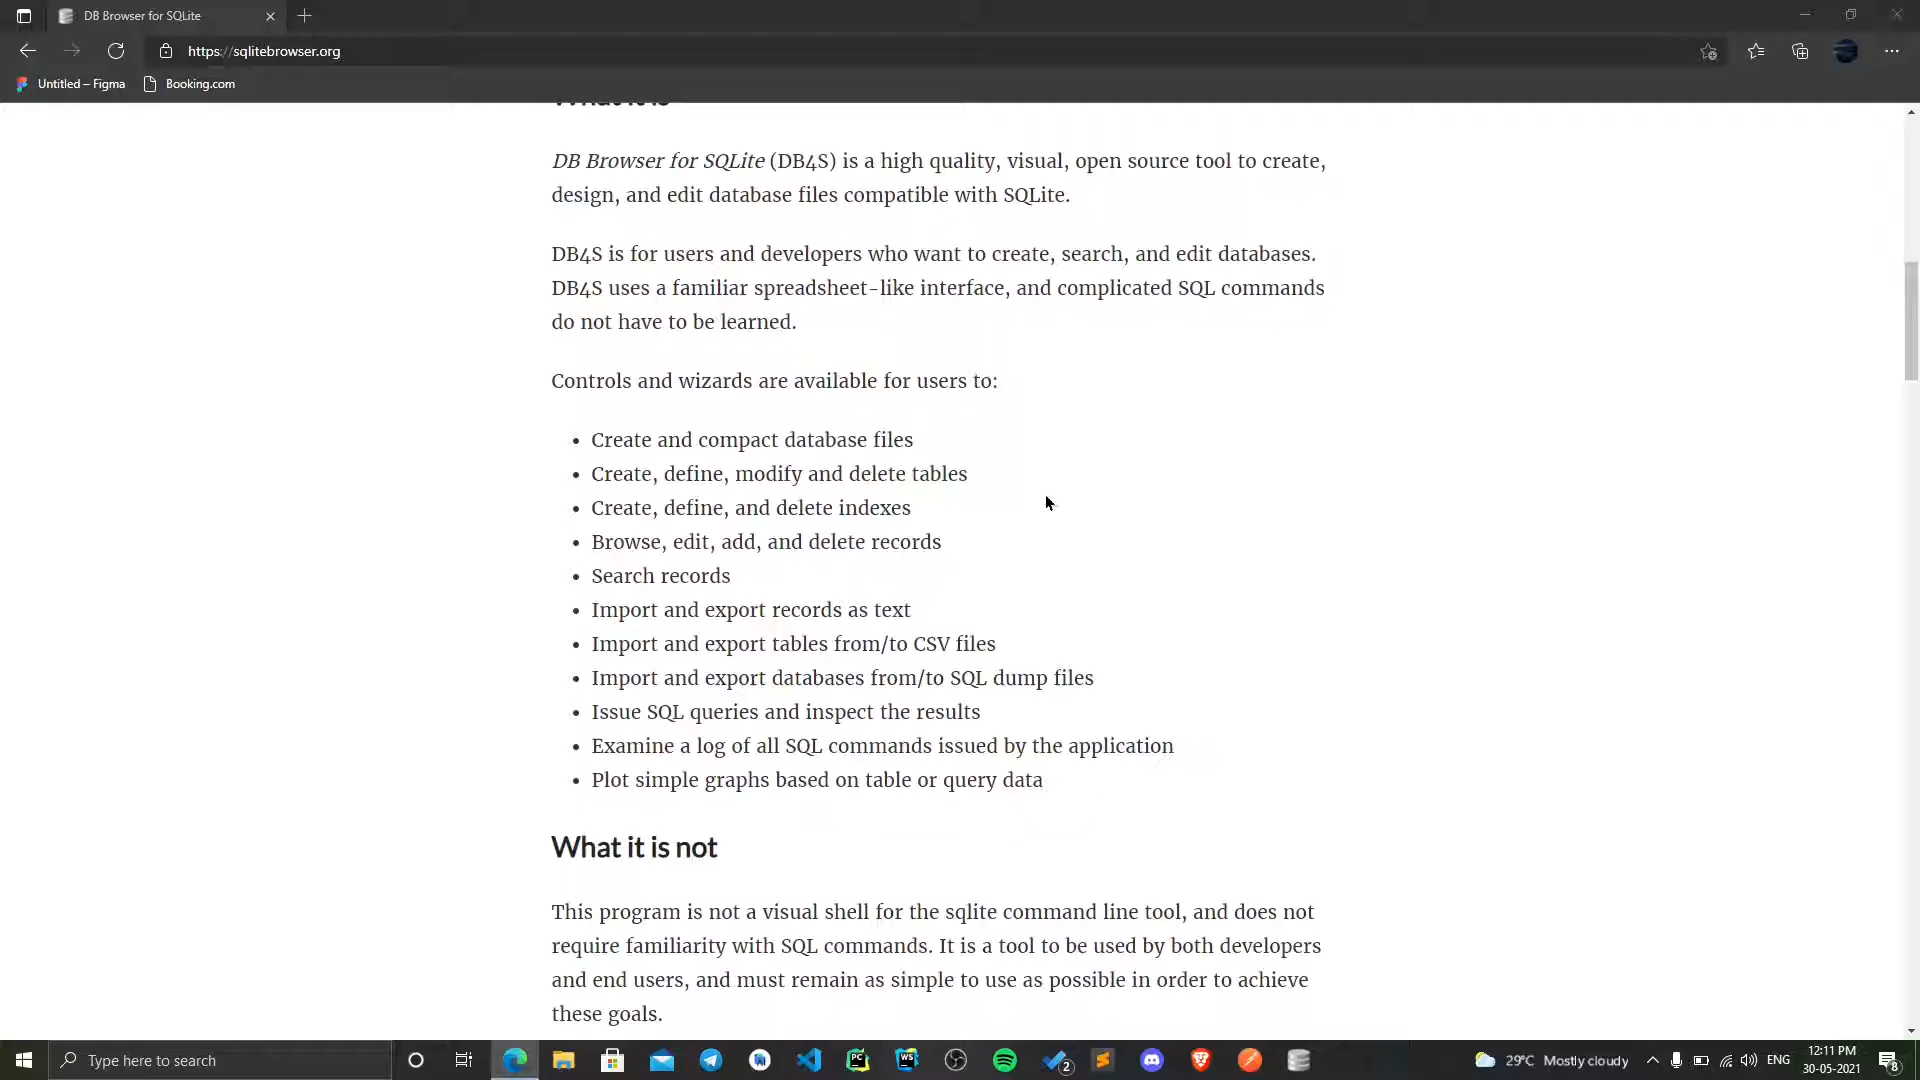 DB Browser for SQLite
https://sqlitebrowser.org
Untitled – Figma
Booking.com
What it is
DB Browser for SQLite (DB4S) is a high quality, visual, open source tool to create,
design, and edit database files compatible with SQLite.
DB4S is for users and developers who want to create, search, and edit databases.
DB4S uses a familiar spreadsheet-like interface, and complicated SQL commands
do not have to be learned.
Controls and wizards are available for users to:
• Create and compact database files
• Create, define, modify and delete tables
• Create, define, and delete indexes
• Browse, edit, add, and delete records
• Search records
• Import and export records as text
• Import and export tables from/to CSV files
• Import and export databases from/to SQL dump files
• Issue SQL queries and inspect the results
• Examine a log of all SQL commands issued by the application
• Plot simple graphs based on table or query data
What it is not
This program is not a visual shell for the sqlite command line tool, and does not
require familiarity with SQL commands. It is a tool to be used by both developers
and end users, and must remain as simple to use as possible in order to achieve
these goals.
Type here to search
PC
WS
2
29°C Mostly cloudy
ENG
12:11 PM
30-05-2021
8